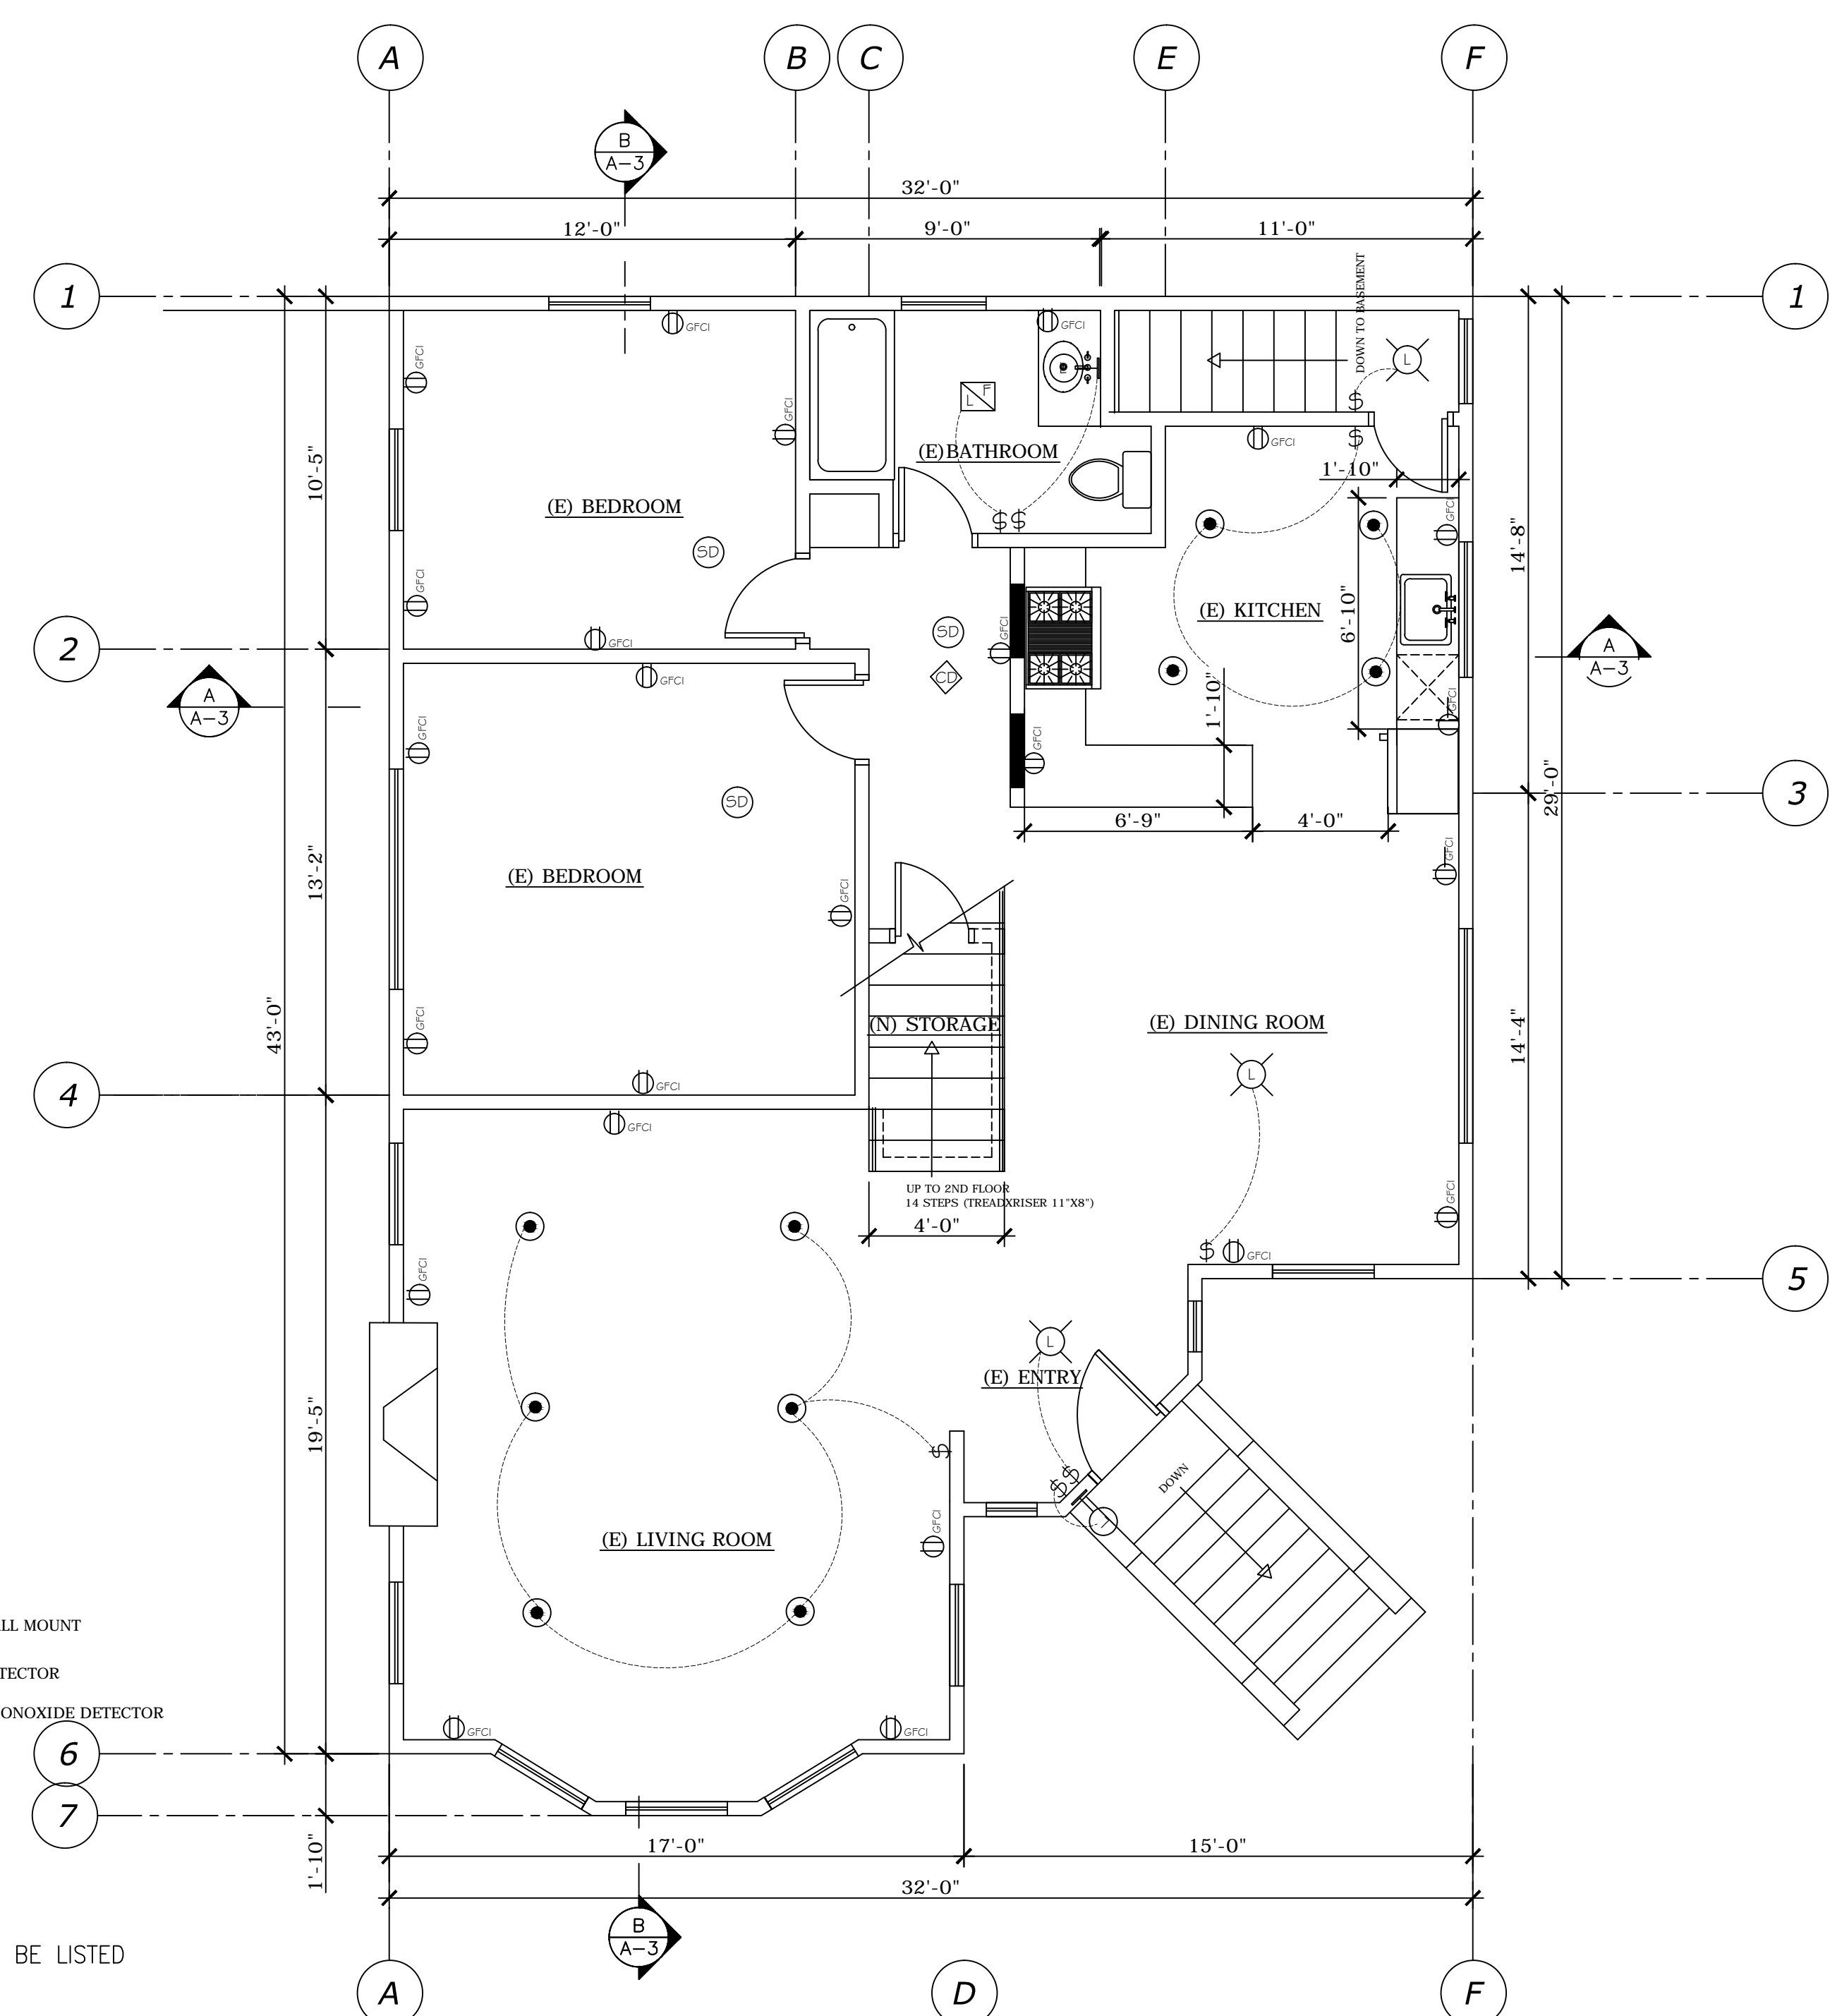 A
B
C
E
F
B
A-3
32'-0"
12'-0"
9'-0"
11'-0"
1
1
DOWN TO BASEMENT
GFCI
GFCI
L
GFCI
L
F
GFCI
GFCI
(E)BATHROOM
1'-10"
10'-5"
(E) BEDROOM
$
$
$ $
GFCI
14'-8"
SD
GFCI
6'-10"
(E) KITCHEN
SD
GFCI
GFCI
2
A
A-3
CD
GFCI
A
A-3
1'-10"
GFCI
GFCI
GFCI
SD
3
29'-0"
6'-9"
4'-0"
13'-2"
(E) BEDROOM
GFCI
GFCI
43'-0"
(N) STORAGE
(E) DINING ROOM
14'-4"
GFCI
L
4
GFCI
GFCI
UP TO 2ND FLOOR
14 STEPS (TREADXRISER 11"X8")
4'-0"
GFCI
$
GFCI
5
GFCI
L
(E) ENTRY
19'-5"
$
$ $
DOWN
GFCI
(E) LIVING ROOM
LL MOUNT
TECTOR
ONOXIDE DETECTOR
GFCI
GFCI
6
7
1'-10"
17'-0"
15'-0"
32'-0"
B
A-3
BE LISTED
A
D
F